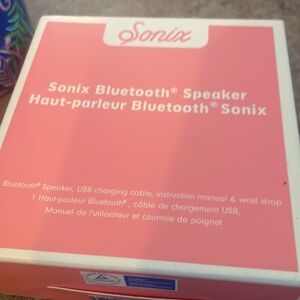 Sonix
Sonix Bluetooth® Speaker
Haut-parleur Bluetooth® Sonix
Bluetooth® Speaker, USB charging cable, instruction manual & wrist strap
1 Haut-parleur Bluetooth®, câble de chargement USB,
Manuel de l'utilisateur et courroie de poignet